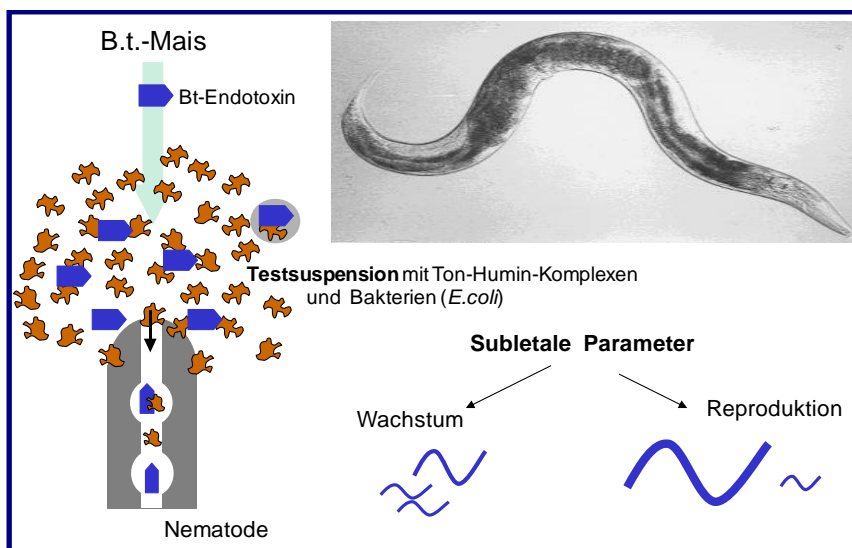 B.t.-Mais
Bt-Endotoxin
Testsuspension mit Ton-Humin-Komplexen
und Bakterien (E.coli)
Subletale Parameter
Wachstum
Reproduktion
Nematode